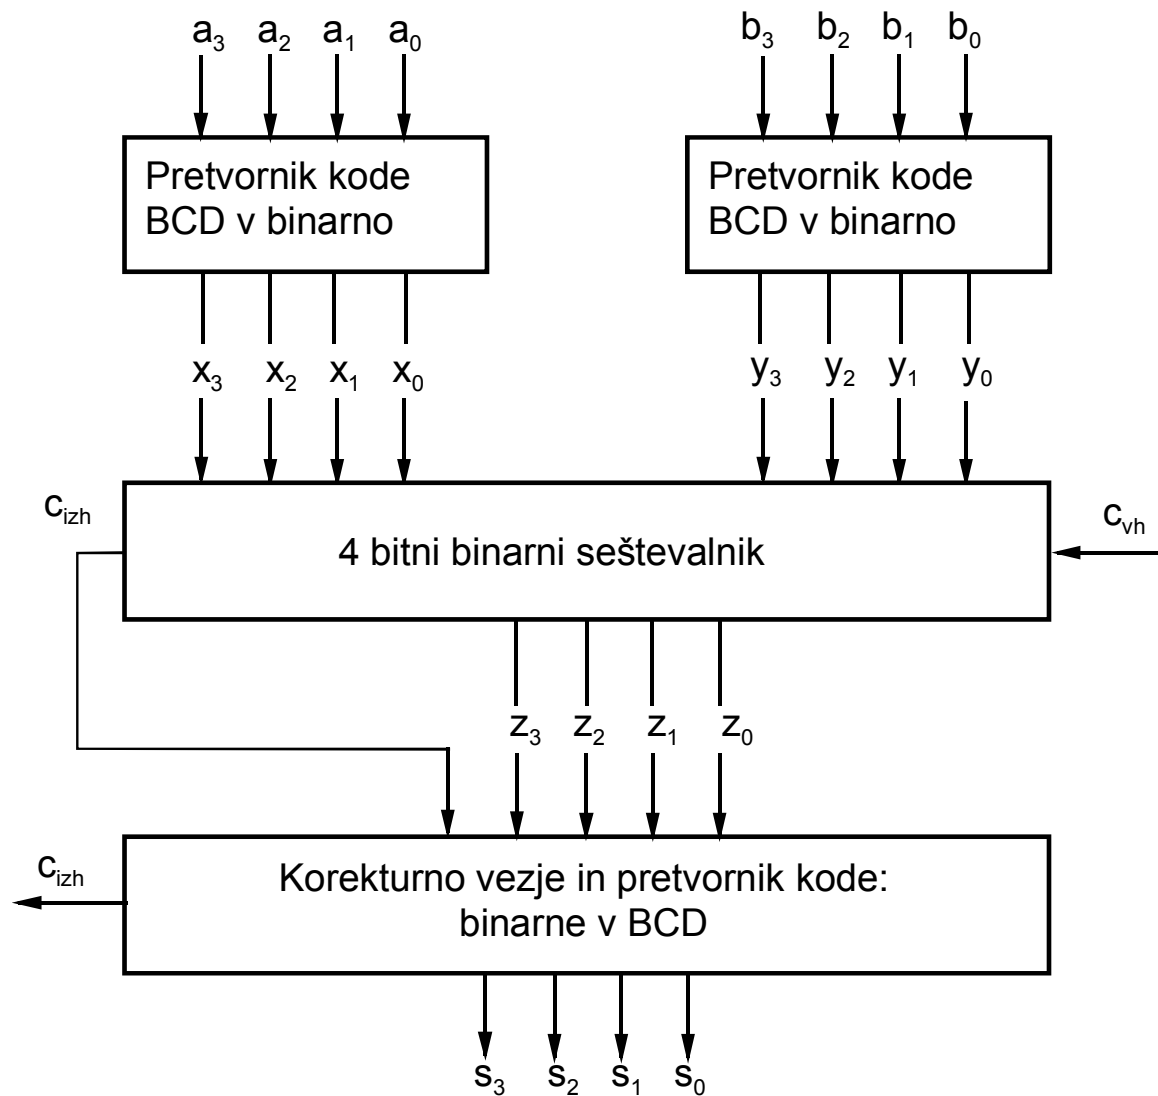 a3 a2 a1 a0 b3 b2 b1 b0
Pretvornik kode
BCD v binarno
Pretvornik kode
BCD v binarno
x3 x2 x1 x0 y3 y2 y1 y0
cizh
cvh
4 bitni binarni seštevalnik
z3 z2 z1 z0
cizh
Korekturno vezje in pretvornik kode:
binarne v BCD
s3 s2 s1 s0